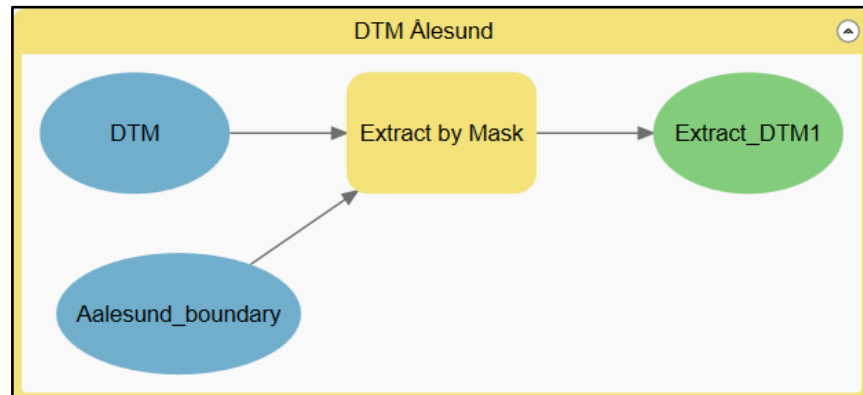 DTM Ålesund
DTM
Extract by Mask
Extract_DTM1
Aalesund_boundary